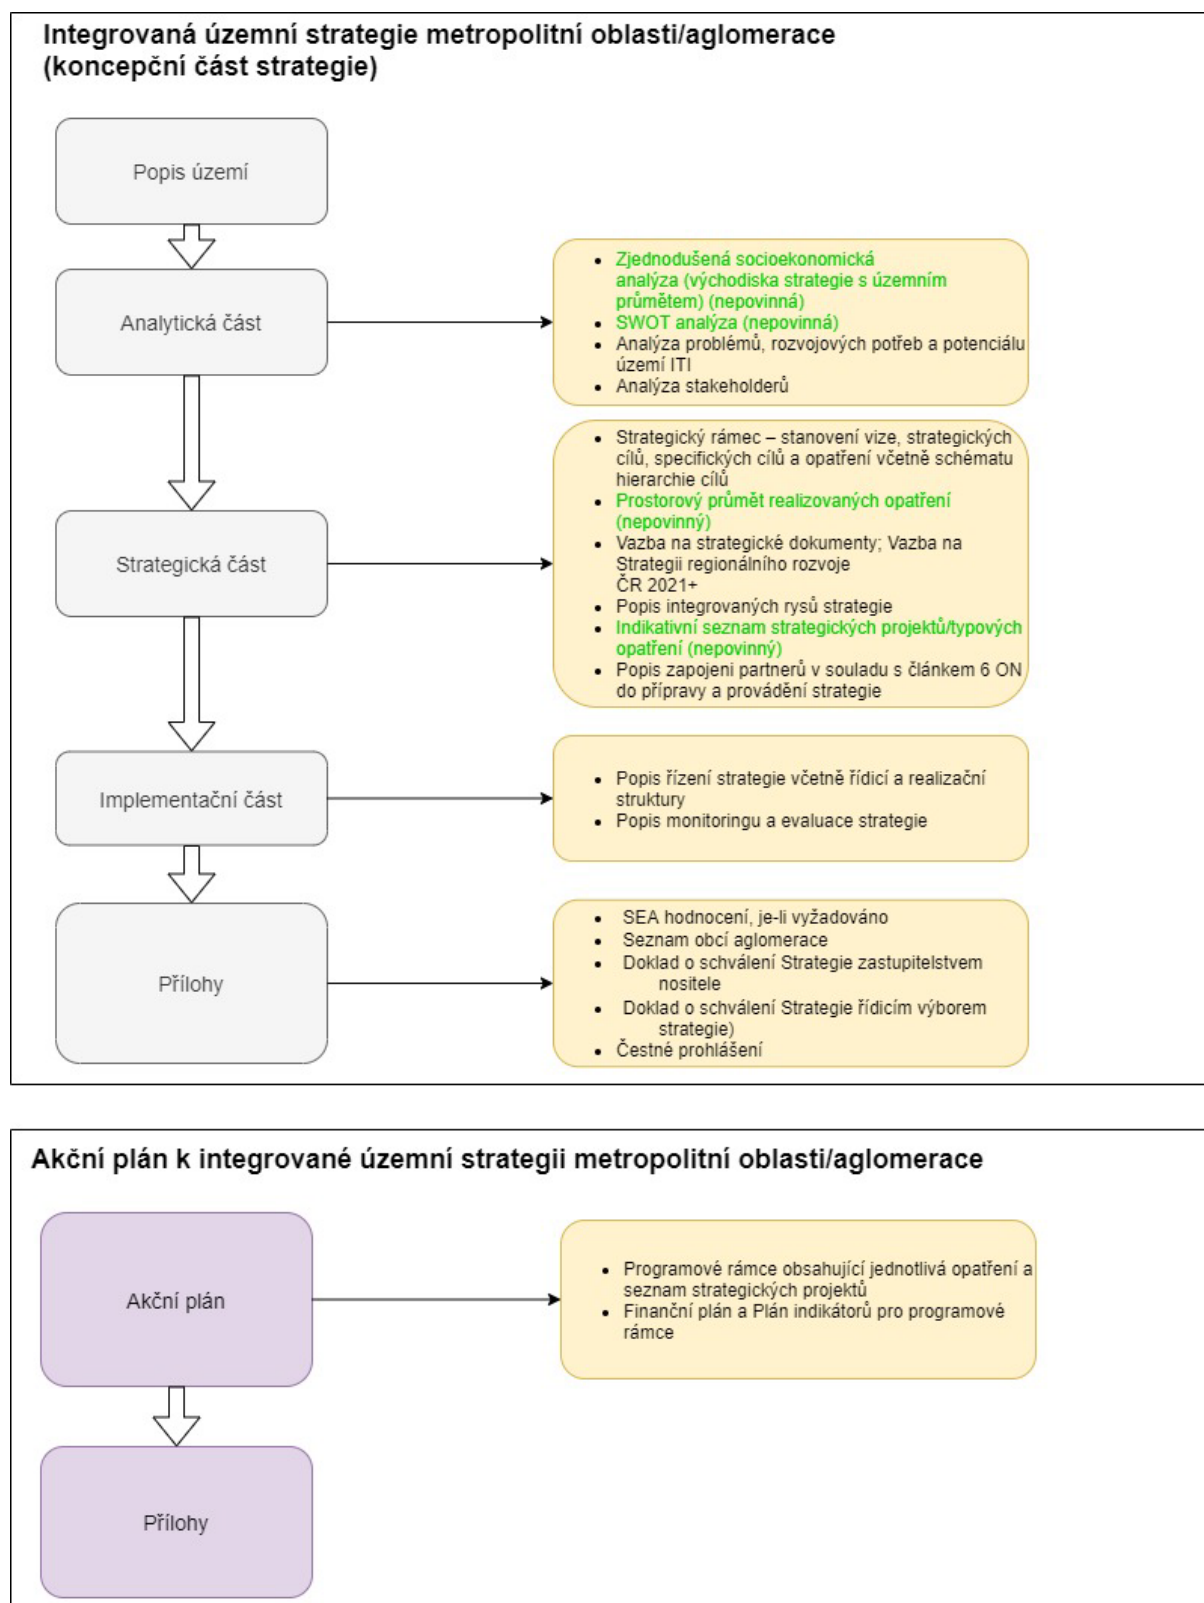 Integrovaná územní strategie metropolitní oblasti/aglomerace
(koncepční část strategie)
Popis území
Analytická část
• Zjednodušená socioekonomická
analýza (východiska strategie s územním
průmětem) (nepovinná)
• SWOT analýza (nepovinná)
• Analýza problémů, rozvojových potřeb a potenciálu
území ITI
• Analýza stakeholderů
Strategická část
• Strategický rámec – stanovení vize, strategických
cílů, specifických cílů a opatření včetně schématu
hierarchie cílů
• Prostorový průmět realizovaných opatření
(nepovinný)
• Vazba na strategické dokumenty; Vazba na
Strategii regionálního rozvoje
ČR 2021+
• Popis integrovaných rysů strategie
• Indikativní seznam strategických projektů/typových
opatření (nepovinný)
• Popis zapojeni partnerů v souladu s článkem 6 ON
do přípravy a provádění strategie
Implementační část
• Popis řízení strategie včetně řídicí a realizační
struktury
• Popis monitoringu a evaluace strategie
Přílohy
• SEA hodnocení, je-li vyžadováno
• Seznam obcí aglomerace
• Doklad o schválení Strategie zastupitelstvem
nositele
• Doklad o schválení Strategie řídicím výborem
strategie)
• Čestné prohlášení
Akční plán k integrované územní strategii metropolitní oblasti/aglomerace
Akční plán
• Programové rámce obsahující jednotlivá opatření a
seznam strategických projektů
• Finanční plán a Plán indikátorů pro programové
rámce
Přílohy